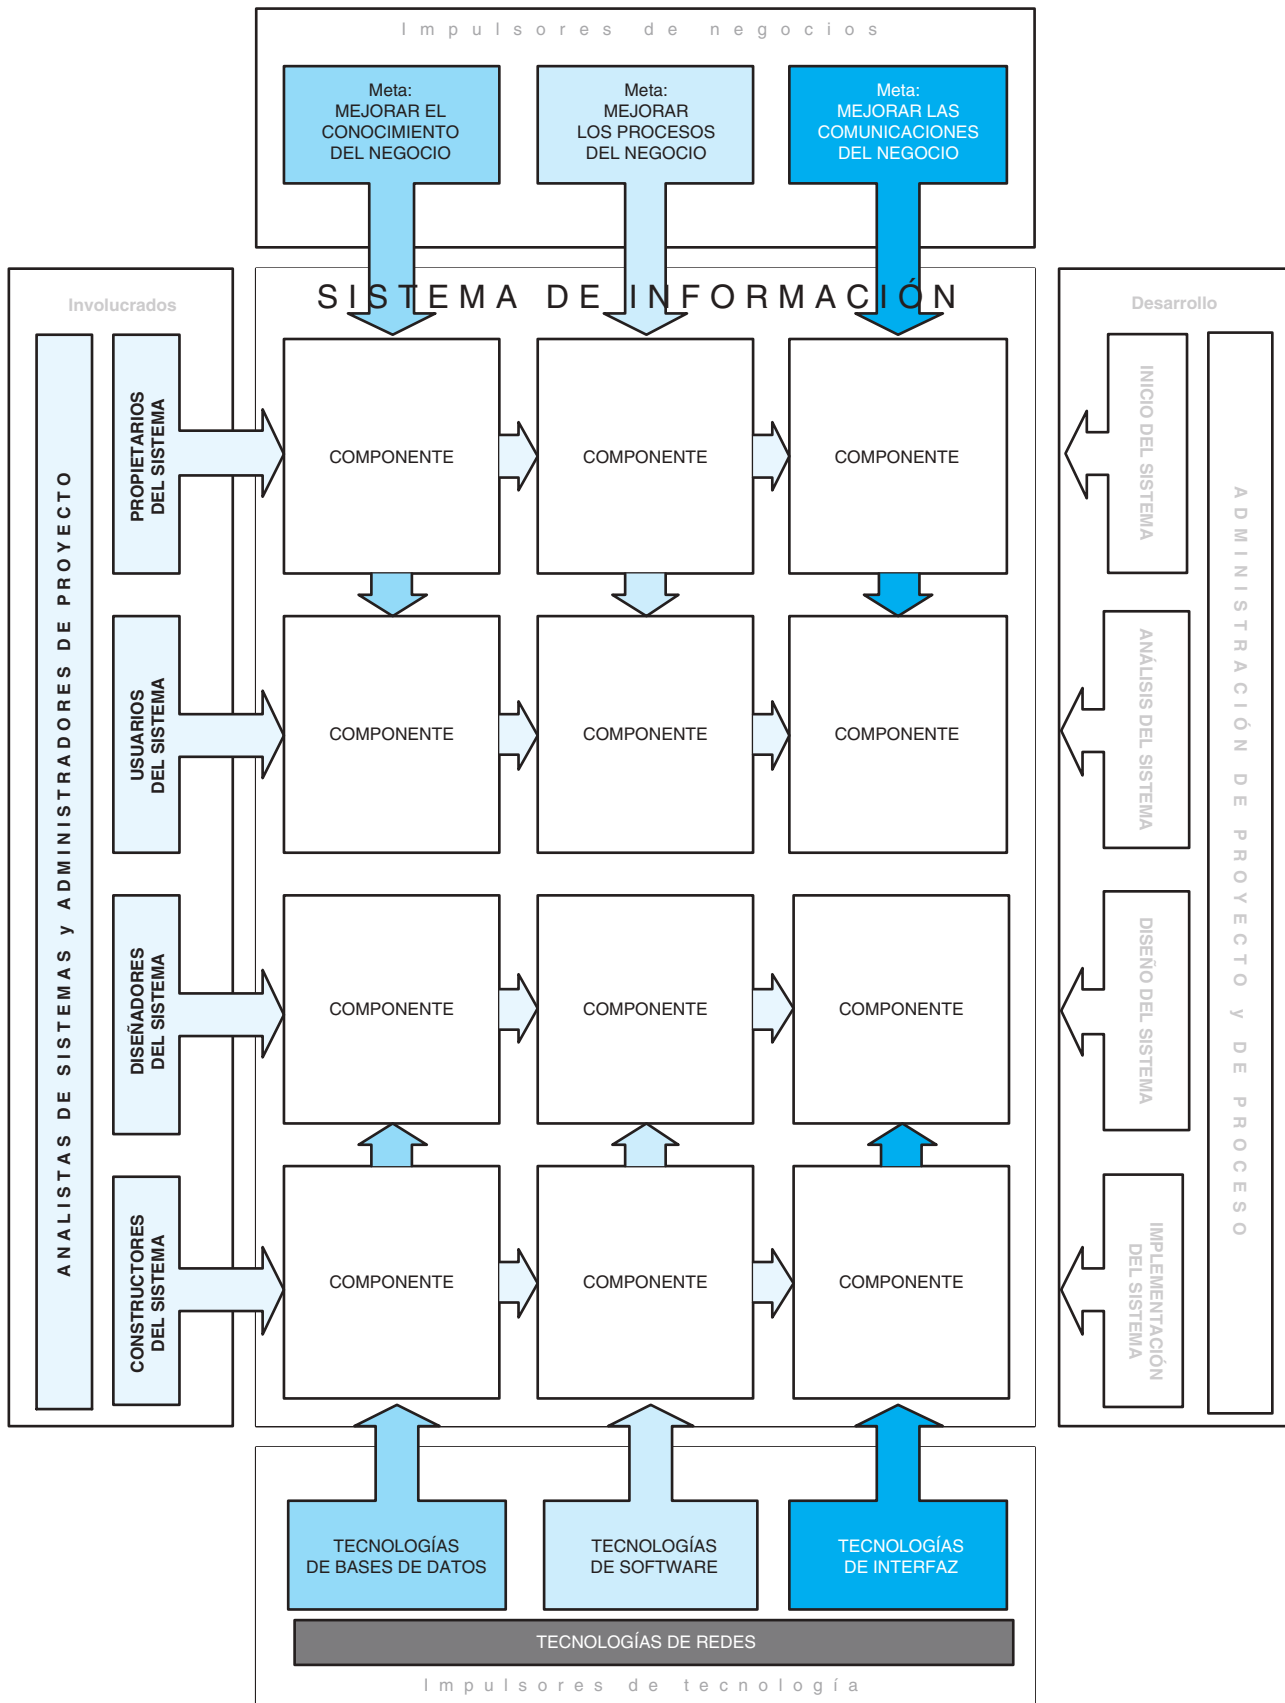 Impulsores de negocios
Meta:
MEJORAR EL
CONOCIMIENTO
DEL NEGOCIO
Meta:
MEJORAR
LOS PROCESOS
DEL NEGOCIO
Meta:
MEJORAR LAS
COMUNICACIONES
DEL NEGOCIO
Involucrados
SISTEMA DE INFORMACIÓN
Desarrollo
ANALISTAS DE SISTEMAS y ADMINISTRADORES DE PROYECTO
PROPIETARIOS
DEL SISTEMA
COMPONENTE
COMPONENTE
COMPONENTE
INICIO DEL SISTEMA
ADMINISTRACIÓN DE PROYECTO y DE PROCESO
USUARIOS
DEL SISTEMA
COMPONENTE
COMPONENTE
COMPONENTE
ANÁLISIS DEL SISTEMA
DISEÑADORES
DEL SISTEMA
COMPONENTE
COMPONENTE
COMPONENTE
DISEÑO DEL SISTEMA
CONSTRUCTORES
DEL SISTEMA
COMPONENTE
COMPONENTE
COMPONENTE
IMPLEMENTACIÓN
DEL SISTEMA
TECNOLOGÍAS
DE BASES DE DATOS
TECNOLOGÍAS
DE SOFTWARE
TECNOLOGÍAS
DE INTERFAZ
TECNOLOGÍAS DE REDES
Impulsores de tecnología